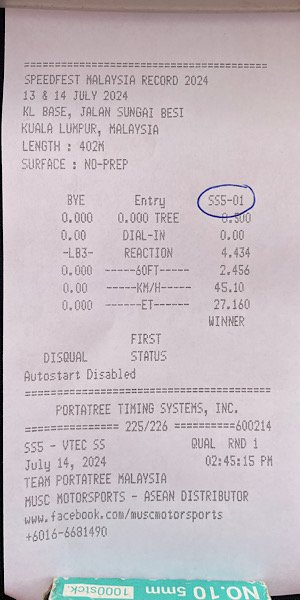 ========================================
SPEEDFEST MALAYSIA RECORD 2024
13 & 14 JULY 2024
KL BASE, JALAN SUNGAI BESI
KUALA LUMPUR, MALAYSIA
LENGTH : 402M
SURFACE : NO-PREP
BYE Entry SS5-01
0.000 0.000 TREE 0.500
0.00 DIAL-IN 0.00
-LB3- REACTION 4.434
0.000 ------60FT------ 2.456
0.00 -----KM/H----- 45.10
0.000 ------ET------ 27.160
WINNER
FIRST
DISQUAL STATUS
Autostart Disabled
========================================
PORTATREE TIMING SYSTEMS, INC.
================ 225/226 ==========600214
SS5 - VTEC SS QUAL RND 1
July 14, 2024 02:45:15 PM
TEAM PORTATREE MALAYSIA
MUSC MOTORSPORTS - ASEAN DISTRIBUTOR
www.facebook.com/muscmotorsports
+6016-6681490
NO.10 5mm 1000stck.